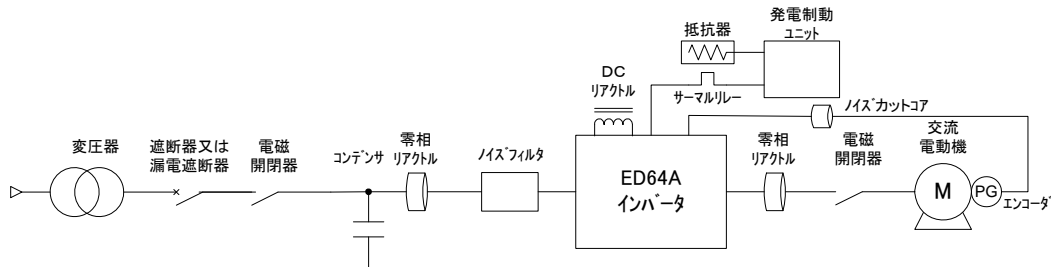 発電制動
ユニット
抵抗器
DC
リアクトル
サーマルリレー
ノイズカットコア
変圧器
遮断器又は
漏電遮断器
電磁
開閉器
コンデンサ
零相
リアクトル
ノイズフィルタ
ED64A
インバータ
零相
リアクトル
電磁
開閉器
交流
電動機
M
PG
エンコーダ